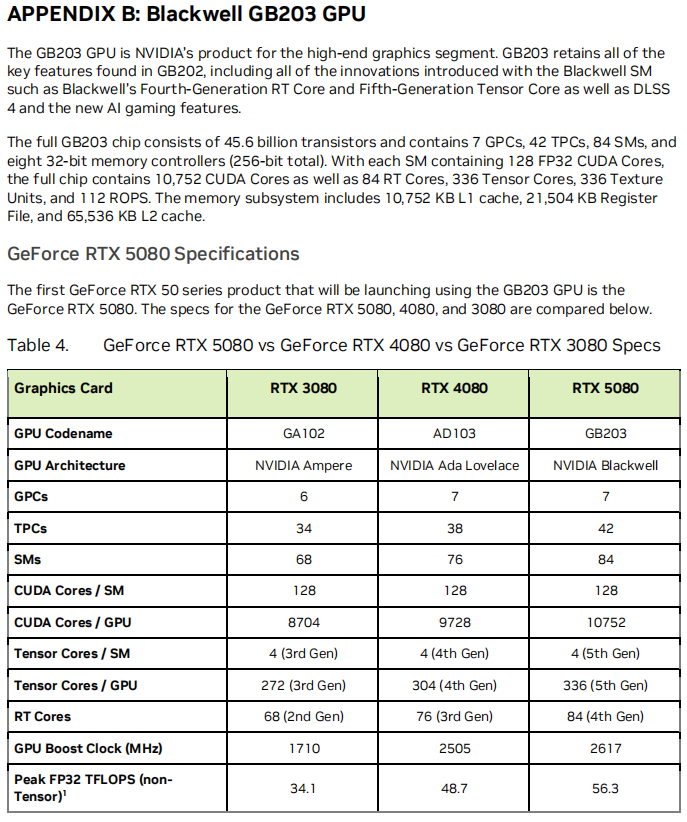 APPENDIX B: Blackwell GB203 GPU
The GB203 GPU is NVIDIA's product for the high-end graphics segment. GB203 retains all of the
key features found in GB202, including all of the innovations introduced with the Blackwell SM
such as Blackwell's Fourth-Generation RT Core and Fifth-Generation Tensor Core as well as DLSS
4 and the new AI gaming features.
The full GB203 chip consists of 45.6 billion transistors and contains 7 GPCs, 42 TPCs, 84 SMs, and
eight 32-bit memory controllers (256-bit total). With each SM containing 128 FP32 CUDA Cores,
the full chip contains 10,752 CUDA Cores as well as 84 RT Cores, 336 Tensor Cores, 336 Texture
Units, and 112 ROPS. The memory subsystem includes 10,752 KB L1 cache, 21,504 KB Register
File, and 65,536 KB L2 cache.
GeForce RTX 5080 Specifications
The first GeForce RTX 50 series product that will be launching using the GB203 GPU is the
GeForce RTX 5080. The specs for the GeForce RTX 5080, 4080, and 3080 are compared below.
Table 4. GeForce RTX 5080 vs GeForce RTX 4080 vs GeForce RTX 3080 Specs
Graphics Card RTX 3080 RTX 4080 RTX 5080
GPU Codename GA102 AD103 GB203
GPU Architecture NVIDIA Ampere NVIDIA Ada Lovelace NVIDIA Blackwell
GPCs 6 7 7
TPCs 34 38 42
SMs 68 76 84
CUDA Cores / SM 128 128 128
CUDA Cores / GPU 8704 9728 10752
Tensor Cores / SM 4 (3rd Gen) 4 (4th Gen) 4 (5th Gen)
Tensor Cores / GPU 272 (3rd Gen) 304 (4th Gen) 336 (5th Gen)
RT Cores 68 (2nd Gen) 76 (3rd Gen) 84 (4th Gen)
GPU Boost Clock (MHz) 1710 2505 2617
Peak FP32 TFLOPS (non-
Tensor)¹ 34.1 48.7 56.3